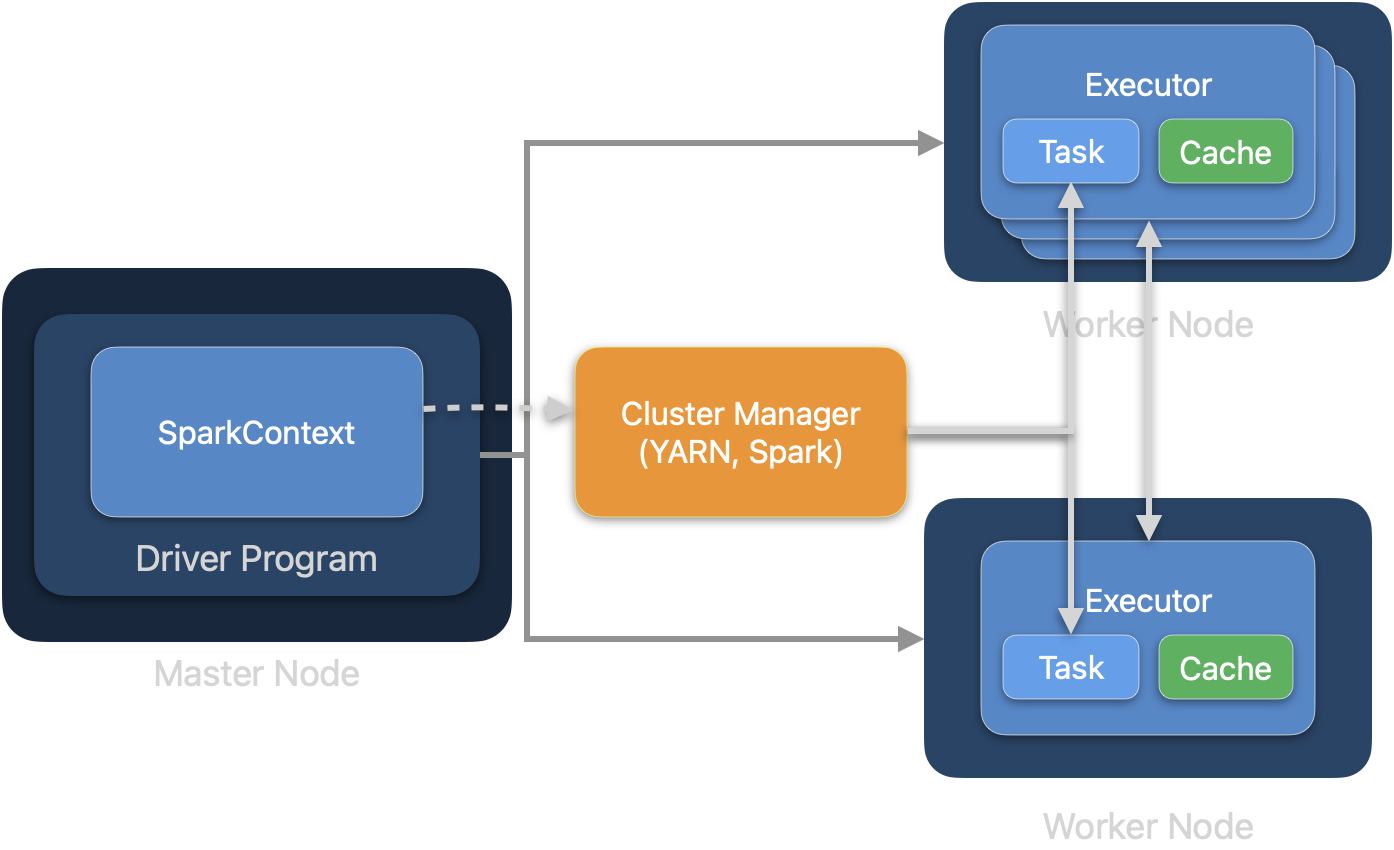 Executor
Task
Cache
Worker Node
SparkContext
Driver Program
Master Node
Cluster Manager
(YARN, Spark)
Executor
Task
Cache
Worker Node